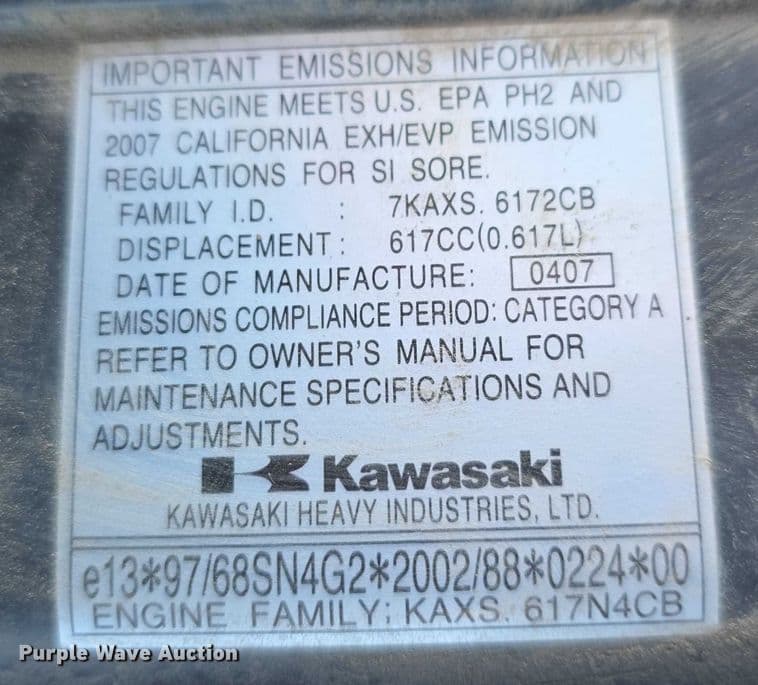 IMPORTANT EMISSIONS INFORMATION
THIS ENGINE MEETS U.S. EPA PH2 AND
2007 CALIFORNIA EXH/EVP EMISSION
REGULATIONS FOR SI SORE.
FAMILY I.D. : 7KAXS. 6172CB
DISPLACEMENT : 617CC(0.617L)
DATE OF MANUFACTURE: 0407
EMISSIONS COMPLIANCE PERIOD: CATEGORY A
REFER TO OWNER'S MANUAL FOR
MAINTENANCE SPECIFICATIONS AND
ADJUSTMENTS.
Kawasaki
KAWASAKI HEAVY INDUSTRIES, LTD.
e13*97/68SN4G2*2002/88*0224*00
ENGINE FAMILY; KAXS. 617N4CB
Purple Wave Auction